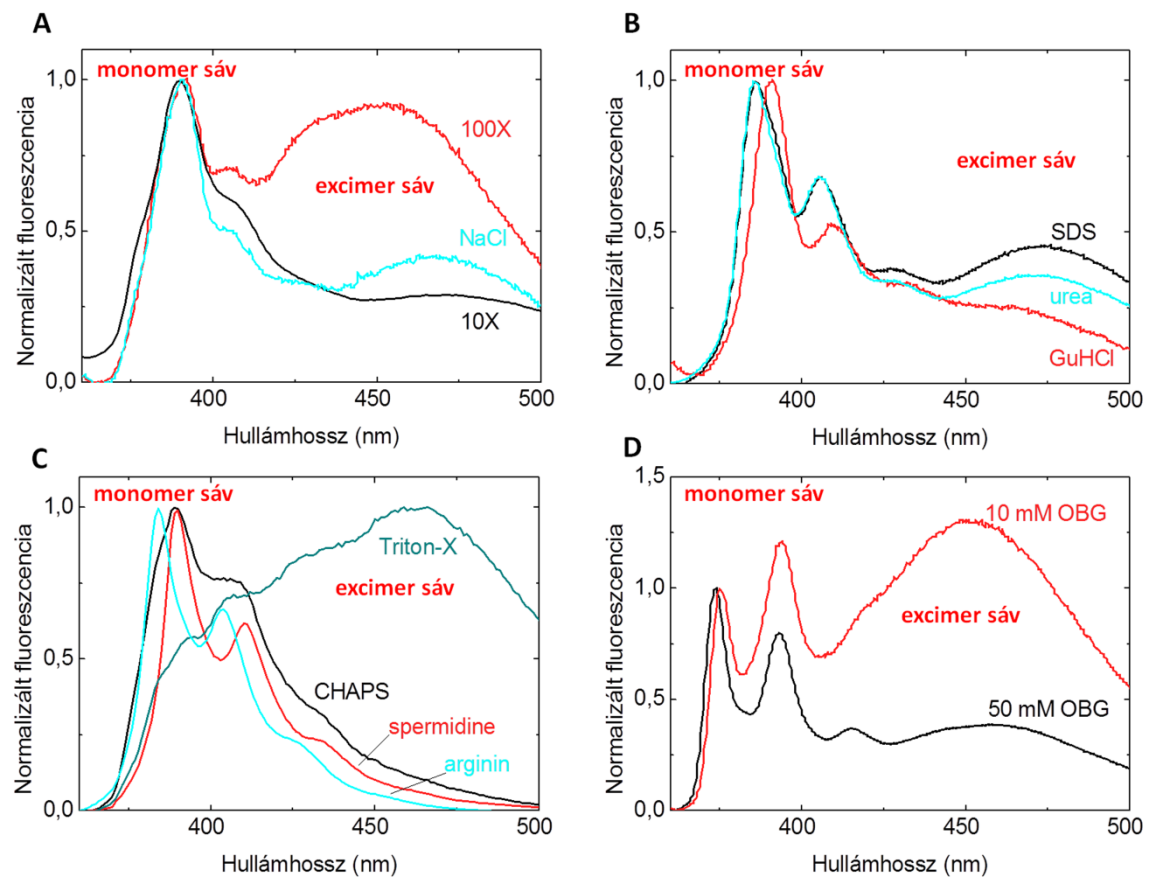 A
monomer sáv
1,0
100X
excimer sáv
0,5
NaCl
10X
0,0
400
450
500
Normalizált fluoreszcencia
Hullámhossz (nm)
B
monomer sáv
1,0
excimer sáv
SDS
0,5
urea
GuHCl
0,0
400
450
500
Normalizált fluoreszcencia
Hullámhossz (nm)
C
monomer sáv
1,0
Triton-X
excimer sáv
0,5
CHAPS
spermidine
arginin
0,0
400
450
500
Normalizált fluoreszcencia
Hullámhossz (nm)
D
1,5
monomer sáv
10 mM OBG
1,0
excimer sáv
0,5
50 mM OBG
0,0
400
450
500
Normalizált fluoreszcencia
Hullámhossz (nm)